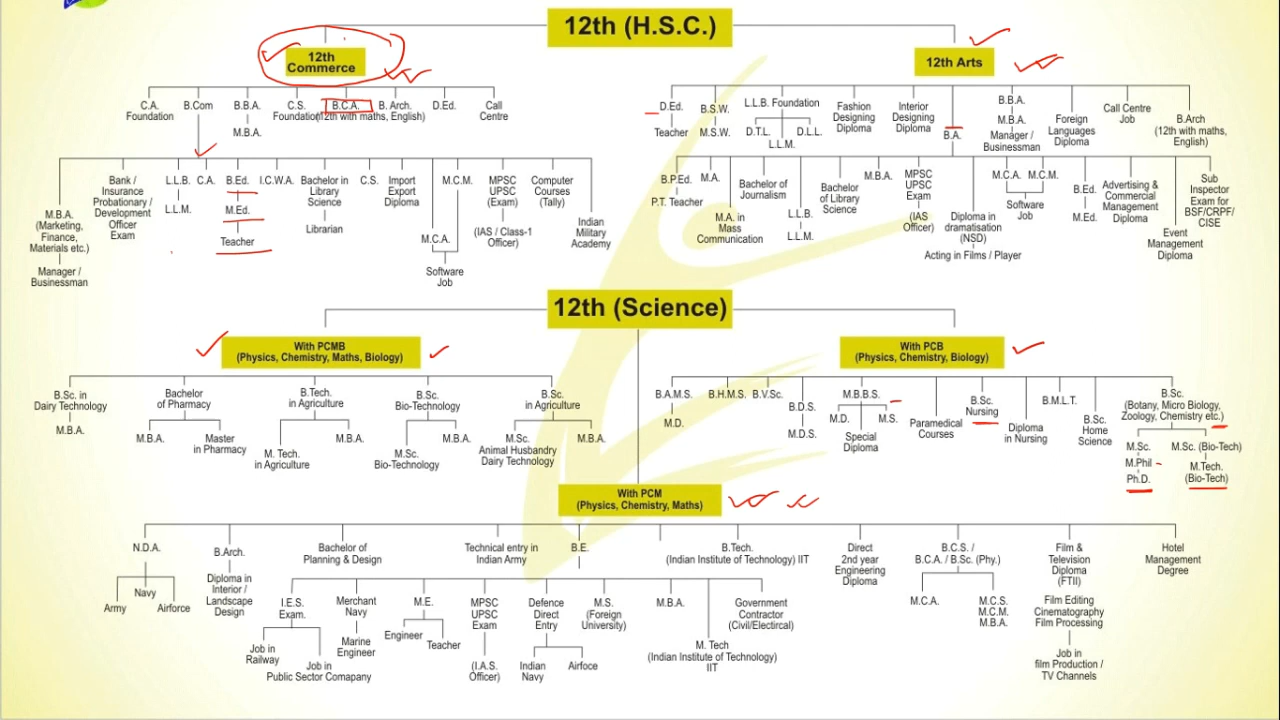 12th (H.S.C.)
12th
Commerce
C.A.
Foundation
B.Com
B.B.A.
M.B.A.
C.S.
Foundation
B.C.A.
(12th with maths, English)
B. Arch.
D.Ed.
Call
Centre
M.B.A.
(Marketing,
Finance,
Materials etc.)
Manager /
Businessman
Bank /
Insurance
Probationary /
Development
Officer
Exam
L.L.B.
L.L.M.
C.A.
B.Ed.
M.Ed.
Teacher
I.C.W.A.
Bachelor in
Library
Science
Librarian
C.S.
Import
Export
Diploma
M.C.A.
M.C.M.
Software
Job
MPSC
UPSC
(Exam)
(IAS / Class-1
Officer)
Computer
Courses
(Tally)
Indian
Military
Academy
12th Arts
D.Ed.
Teacher
B.S.W.
M.S.W.
L.L.B. Foundation
D.T.L.
D.L.L.
L.L.M.
Fashion
Designing
Diploma
Interior
Designing
Diploma
B.A.
B.B.A.
M.B.A.
Manager /
Businessman
Foreign
Languages
Diploma
Call Centre
Job
B.Arch
(12th with maths,
English)
B.P.Ed.
P.T. Teacher
M.A.
M.A. in
Mass
Communication
Bachelor of
Journalism
L.L.B.
L.L.M.
Bachelor
of Library
Science
M.B.A.
MPSC
UPSC
Exam
(IAS
Officer)
Diploma in
dramatisation
(NSD)
Acting in Films / Player
M.C.A.
M.C.M.
Software
Job
B.Ed.
M.Ed.
Advertising &
Commercial
Management
Diploma
Event
Management
Diploma
Sub
Inspector
Exam for
BSF/CRPF/
CISE
12th (Science)
With PCMB
(Physics, Chemistry, Maths, Biology)
B.Sc. in
Dairy Technology
M.B.A.
Bachelor
of Pharmacy
M.B.A.
Master
in Pharmacy
B.Tech.
in Agriculture
M. Tech.
in Agriculture
M.B.A.
B.Sc.
Bio-Technology
M.Sc.
Bio-Technology
M.B.A.
B.Sc.
in Agriculture
M.Sc.
Animal Husbandry
Dairy Technology
M.B.A.
With PCB
(Physics, Chemistry, Biology)
B.A.M.S.
M.D.
B.H.M.S.
B.V.Sc.
B.D.S.
M.D.S.
M.B.B.S.
M.D.
M.S.
Special
Diploma
Paramedical
Courses
B.Sc.
Nursing
Diploma
in Nursing
B.M.L.T.
B.Sc
Home
Science
B.Sc.
(Botany, Micro Biology,
Zoology, Chemistry etc.)
M.Sc.
M.Phil
Ph.D.
M.Sc. (Bio-Tech)
M.Tech.
(Bio-Tech)
With PCM
(Physics, Chemistry, Maths)
N.D.A.
Army
Navy
Airforce
B.Arch.
Diploma in
Interior /
Landscape
Design
Bachelor of
Planning & Design
Technical entry in
Indian Army
B.E.
I.E.S.
Exam.
Job in
Railway
Job in
Public Sector Comapany
Merchant
Navy
Marine
Engineer
M.E.
Engineer
Teacher
MPSC
UPSC
Exam
(I.A.S.
Officer)
Defence
Direct
Entry
Indian
Navy
Airfoce
M.S.
(Foreign
University)
B.Tech.
(Indian Institute of Technology) IIT
M.B.A.
M. Tech
(Indian Institute of Technology)
IIT
Government
Contractor
(Civil/Electircal)
Direct
2nd year
Engineering
Diploma
B.C.S. /
B.C.A. / B.Sc. (Phy.)
M.C.A.
M.C.S.
M.C.M.
M.B.A.
Film &
Television
Diploma
(FTII)
Film Editing
Cinematography
Film Processing
Job in
film Production /
TV Channels
Hotel
Management
Degree